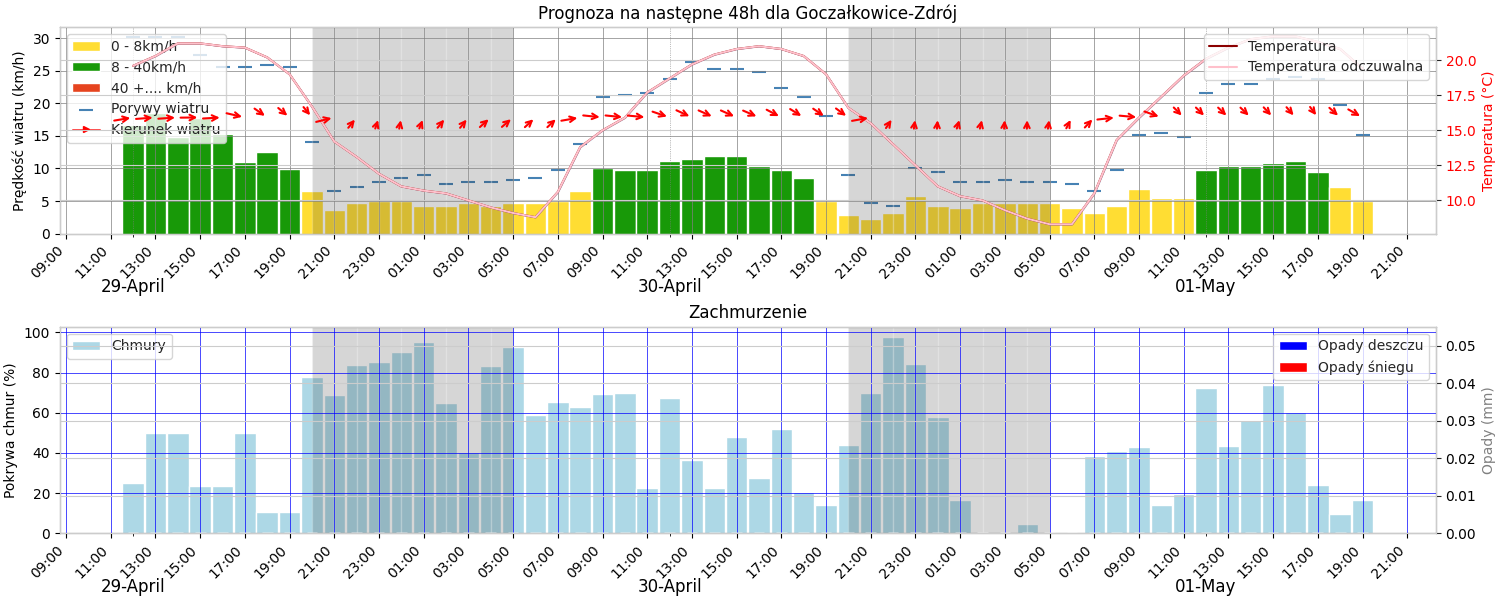 Prognoza na następne 48h dla Goczałkowice-Zdrój
Prędkość wiatru (km/h)
30
25
20
15
10
5
0
0 - 8km/h
8 - 40km/h
40 +.... km/h
Porywy wiatru
Kierunek wiatru
Temperatura
Temperatura odczuwalna
20.0
17.5
15.0
12.5
10.0
Temperatura (°C)
09:00 11:00 13:00 15:00 17:00 19:00 21:00 23:00 01:00 03:00 05:00 07:00 09:00 11:00 13:00 15:00 17:00 19:00 21:00 23:00 01:00 03:00 05:00 07:00 09:00 11:00 13:00 15:00 17:00 19:00 21:00
29-April 30-April 01-May
Zachmurzenie
Pokrywa chmur (%)
100
80
60
40
20
0
Chmury
Opady deszczu
Opady śniegu
0.05
0.04
0.03
0.02
0.01
0.00
Opady (mm)
09:00 11:00 13:00 15:00 17:00 19:00 21:00 23:00 01:00 03:00 05:00 07:00 09:00 11:00 13:00 15:00 17:00 19:00 21:00 23:00 01:00 03:00 05:00 07:00 09:00 11:00 13:00 15:00 17:00 19:00 21:00
29-April 30-April 01-May